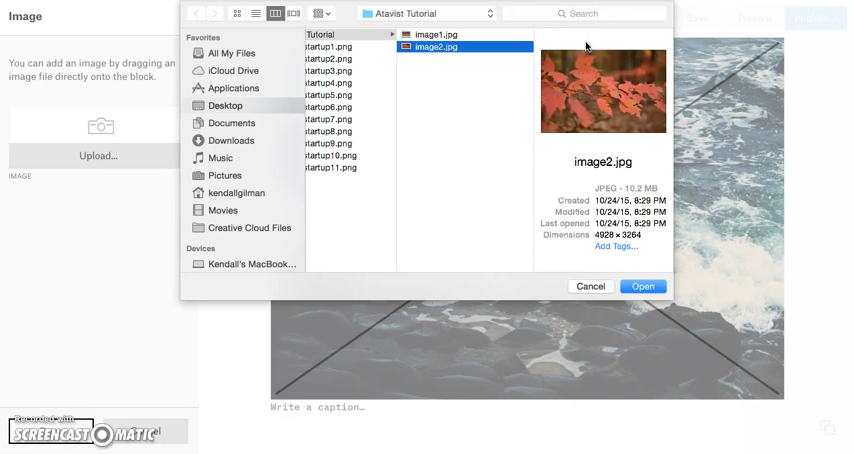 Image
Atavist Tutorial
Search
Save
Preview
You can add an image by dragging an
image file directly onto the block.
Upload...
IMAGE
Favorites
All My Files
iCloud Drive
Applications
Desktop
Documents
Downloads
Music
Pictures
kendallgilman
Movies
Creative Cloud Files
Devices
Kendall's MacBook...
Tutorial
startup1.png
startup2.png
startup3.png
startup4.png
startup5.png
startup6.png
startup7.png
startup8.png
startup9.png
startup10.png
startup11.png
image1.jpg
image2.jpg
image2.jpg
JPEG - 10.2 MB
Created 10/24/15, 8:29 PM
Modified 10/24/15, 8:29 PM
Last opened 10/24/15, 8:29 PM
Dimensions 4928 × 3264
Add Tags...
Cancel
Open
Write a caption…
Recorded with
SCREENCAST MATIC